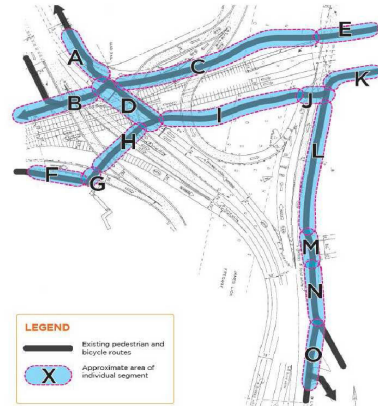 E
A
C
K
B
D
J
I
H
L
F
G
M
N
O
LEGEND
Existing pedestrian and
bicycle routes
X
Approximate area of
individual segment